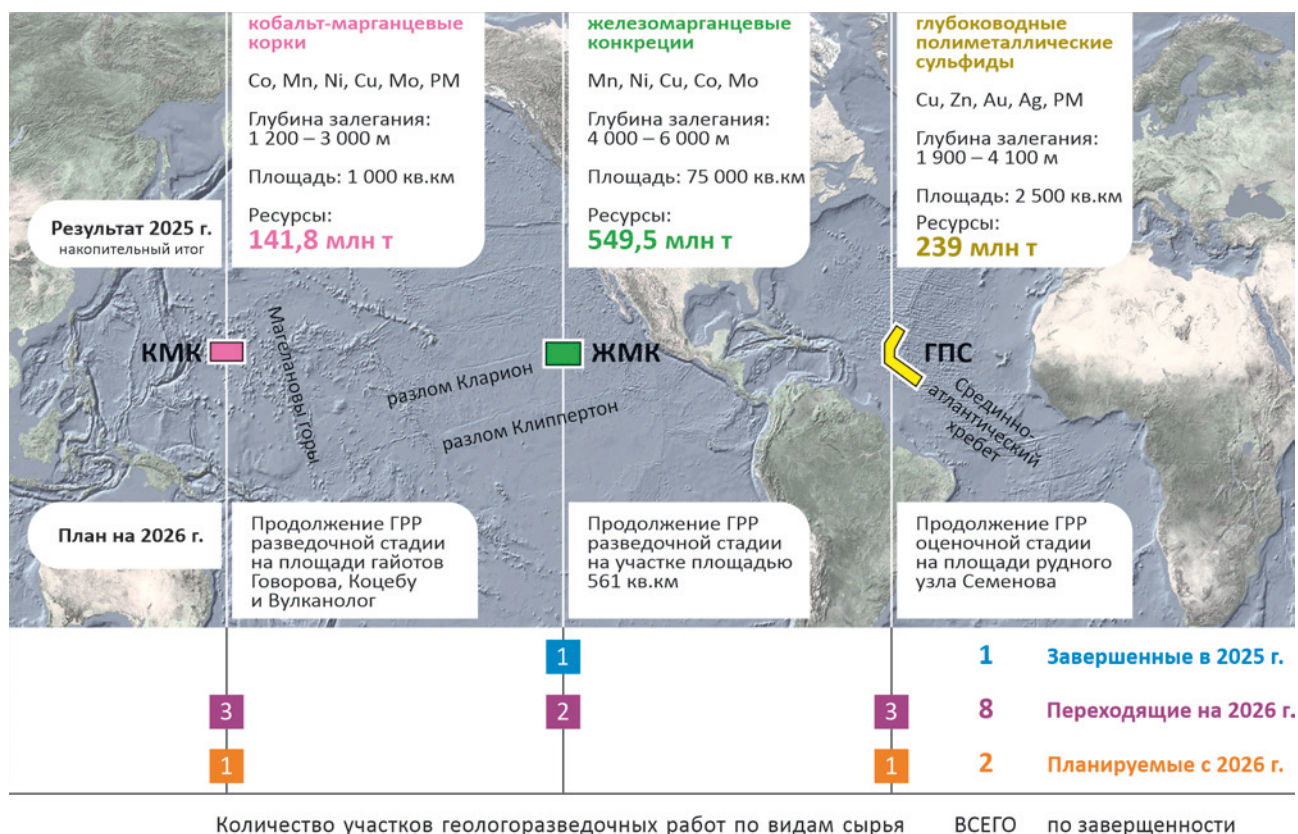 кобальт-марганцевые
корки
Co, Mn, Ni, Cu, Mo, РМ
Глубина залегания:
1 200 – 3 000 м
Площадь: 1 000 кв.км
Ресурсы:
141,8 млн т
железомарганцевые
конкреции
Mn, Ni, Cu, Co, Mo
Глубина залегания:
4 000 – 6 000 м
Площадь: 75 000 кв.км
Ресурсы:
549,5 млн т
глубоководные
полиметаллические
сульфиды
Cu, Zn, Au, Ag, РМ
Глубина залегания:
1 900 – 4 100 м
Площадь: 2 500 кв.км
Ресурсы:
239 млн т
Результат 2025 г.
накопительный итог
КМК
Магелановы горы
разлом Кларион
разлом Клиппертон
ЖМК
ГПС
Срединно-
атлантический
хребет
План на 2026 г.
Продолжение ГРР
разведочной стадии
на площади гайотов
Говорова, Коцебу
и Вулканолог
Продолжение ГРР
разведочной стадии
на участке площадью
561 кв.км
Продолжение ГРР
оценочной стадии
на площади рудного
узла Семенова
1 1 Завершенные в 2025 г.
3 2 3 8 Переходящие на 2026 г.
1 1 2 Планируемые с 2026 г.
Количество участков геологоразведочных работ по видам сырья ВСЕГО по завершенности